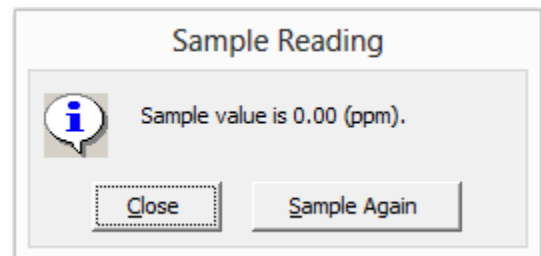 Sample Reading
Sample value is 0.00 (ppm).
Close
Sample Again